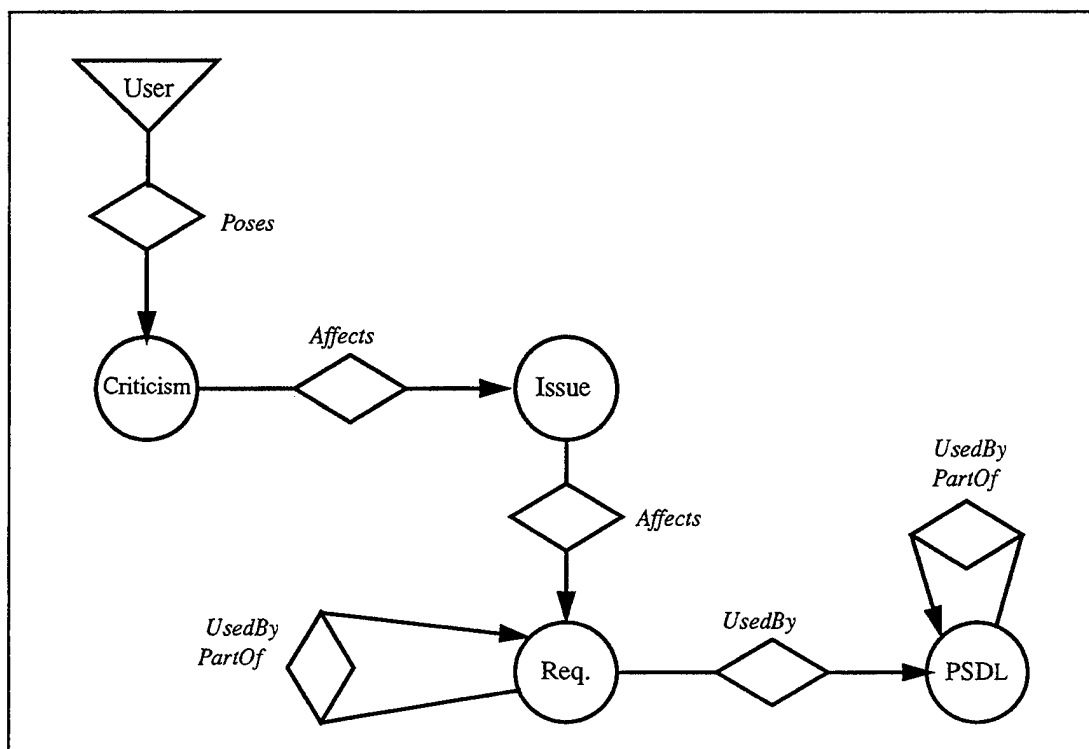 User
Poses
Affects
Criticism
Issue
UsedBy
PartOf
Affects
UsedBy
PartOf
UsedBy
Req.
PSDL